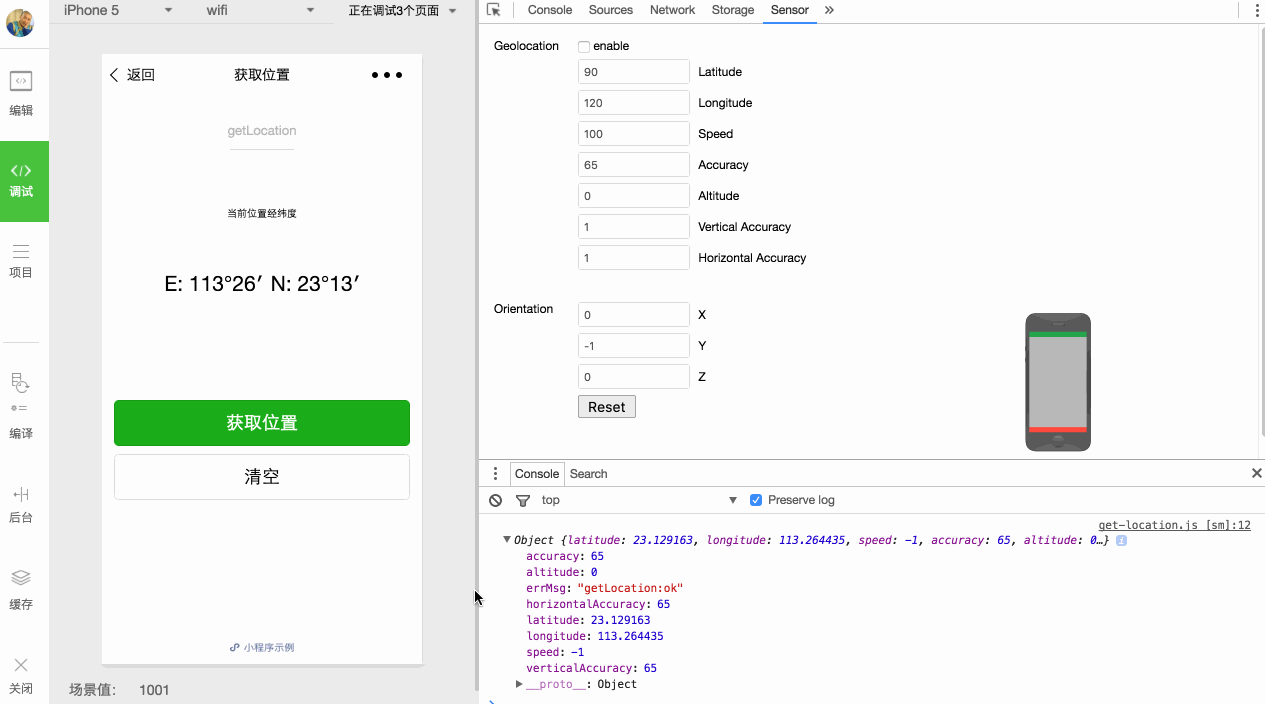 iPhone 5
wifi
正在调试3个页面
编辑
调试
项目
编译
后台
缓存
关闭
返回
获取位置
getLocation
当前位置经纬度
E: 113°26′ N: 23°13′
获取位置
清空
小程序示例
场景值: 1001
Console Sources Network Storage Sensor »
Geolocation enable
90 Latitude
120 Longitude
100 Speed
65 Accuracy
0 Altitude
1 Vertical Accuracy
1 Horizontal Accuracy
Orientation 0 X
-1 Y
0 Z
Reset
Console Search
top Preserve log
get-location.js [sm]:12
Object {latitude: 23.129163, longitude: 113.264435, speed: -1, accuracy: 65, altitude: 0…}
accuracy: 65
altitude: 0
errMsg: "getLocation:ok"
horizontalAccuracy: 65
latitude: 23.129163
longitude: 113.264435
speed: -1
verticalAccuracy: 65
__proto__: Object